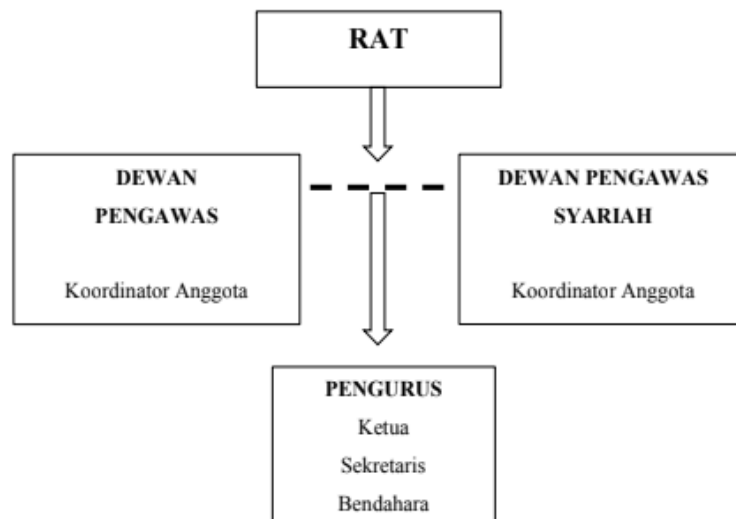 RAT
DEWAN
PENGAWAS
Koordinator Anggota
DEWAN PENGAWAS
SYARIAH
Koordinator Anggota
PENGURUS
Ketua
Sekretaris
Bendahara